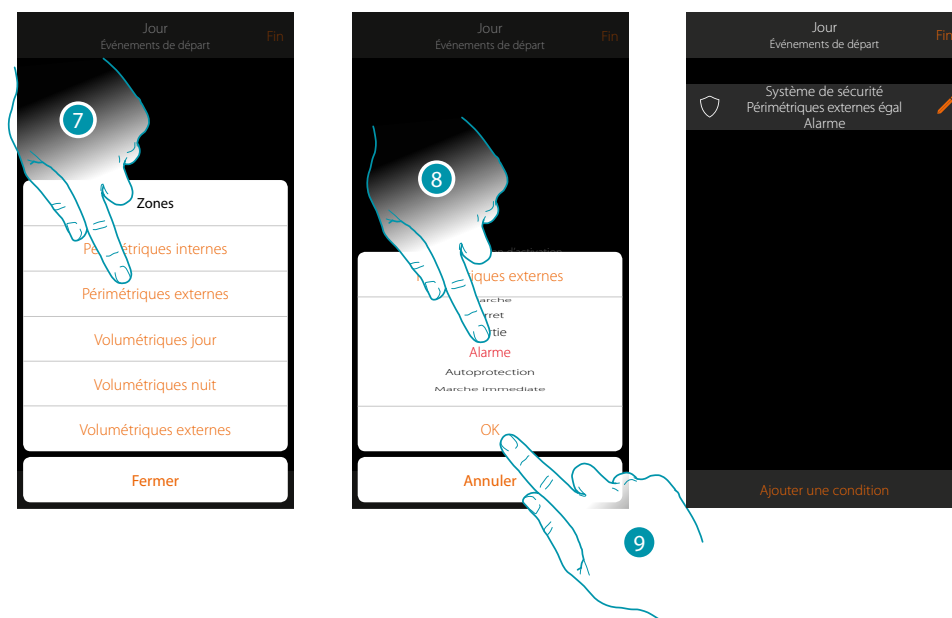 Jour
Événements de départ
Fin
7
Zones
Périmétriques externes
Volumétriques jour
Volumétriques nuit
Volumétriques externes
Fermer
internes
Jour
Événements de départ
Fin
8
externes
Alarme
Autoprotection
Marche immediate
OK
Annuler
9
Jour
Événements de départ
Fin
Système de sécurité
Périmétriques externes égal
Alarme
Ajouter une condition